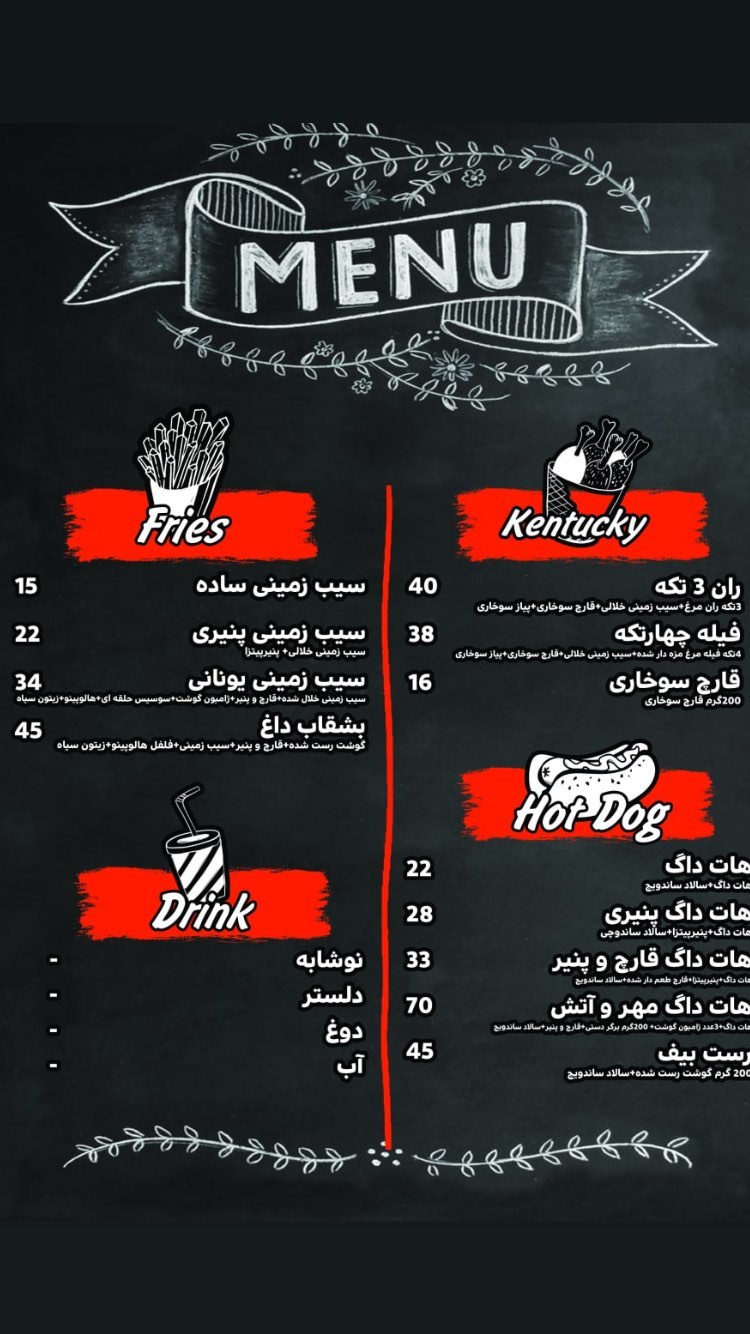 MENU
Fries
سیب زمینی ساده 15
سیب زمینی پنیری 22
سیب زمینی خلالی+ پنیرپیتزا
سیب زمینی یونانی 34
سیب زمینی خلال شده+قارچ و پنیر+ژامبون گوشت+سوسیس حلقه ای+هالوپینو+زیتون سیاه
بشقاب داغ 45
گوشت رست شده+قارچ و پنیر+سیب زمینی+فلفل هالوپینو+زیتون سیاه
Drink
نوشابه -
دلستر -
دوغ -
آب -
Kentucky
ران 3 تکه 40
3تکه ران مرغ+سیب زمینی خلالی+قارچ سوخاری+پیاز سوخاری
فیله چهارتکه 38
4تکه فیله مرغ مزه دار شده+سیب زمینی خلالی+قارچ سوخاری+پیاز سوخاری
قارچ سوخاری 16
200گرم قارچ سوخاری
Hot Dog
هات داگ 22
هات داگ+سالاد ساندویچ
هات داگ پنیری 28
هات داگ+پنیرپیتزا+سالاد ساندوچی
هات داگ قارچ و پنیر 33
هات داگ+پنیرپیتزا+قارچ طعم دار شده+سالاد ساندویچ
هات داگ مهر و آتش 70
هات داگ+3عدد ژامبون گوشت+ 200گرم برگر دستی+قارچ و پنیر+سالاد ساندویچ
رست بیف 45
200 گرم گوشت رست شده+سالاد ساندویچ